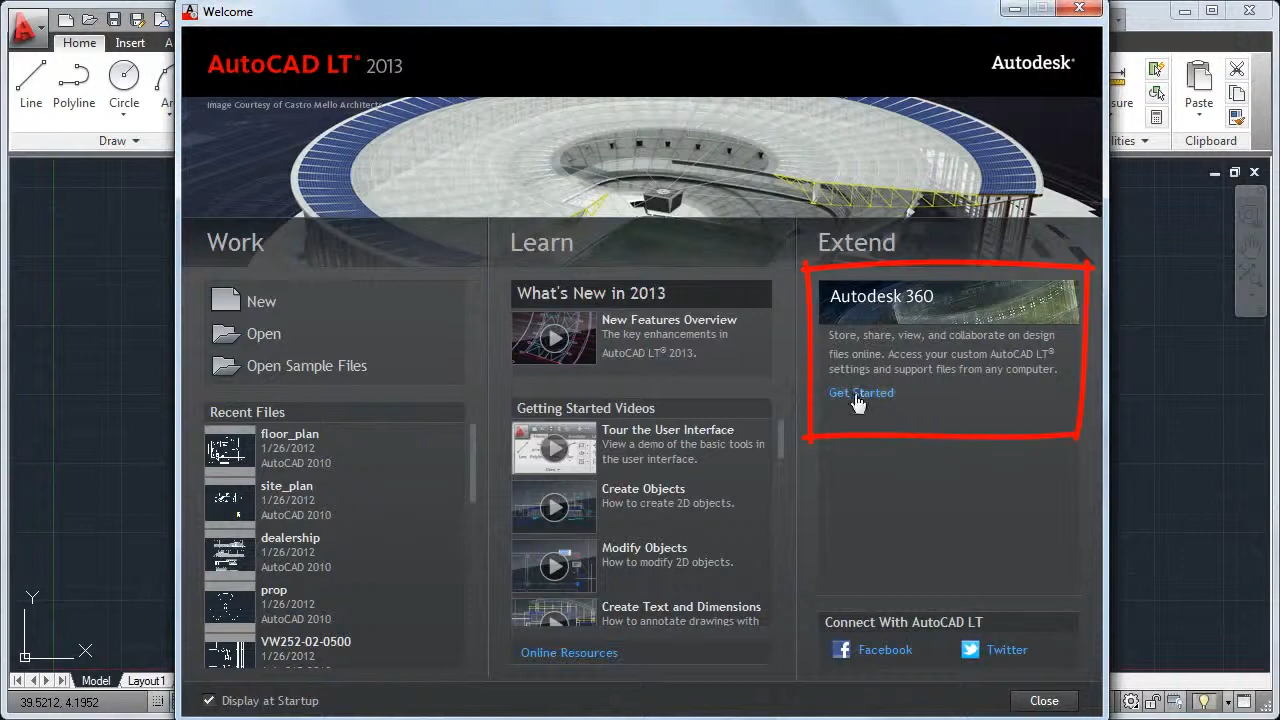 Welcome
Home
Insert
A
Line
Polyline
Circle
Ar
Draw
sure
Paste
lities
Clipboard
AutoCAD LT® 2013
Autodesk®
Image Courtesy of Castro Mello Architects
Work
New
Open
Open Sample Files
Recent Files
floor_plan
1/26/2012
AutoCAD 2010
site_plan
1/26/2012
AutoCAD 2010
dealership
1/26/2012
AutoCAD 2010
prop
1/26/2012
AutoCAD 2010
VW252-02-0500
1/26/2012
Learn
What's New in 2013
New Features Overview
The key enhancements in
AutoCAD LT® 2013.
Getting Started Videos
Tour the User Interface
View a demo of the basic tools in
the user interface.
Create Objects
How to create 2D objects.
Modify Objects
How to modify 2D objects.
Create Text and Dimensions
How to annotate drawings with
Online Resources
Extend
Autodesk 360
Store, share, view, and collaborate on design
files online. Access your custom AutoCAD LT®
settings and support files from any computer.
Get Started
Connect With AutoCAD LT
Facebook
Twitter
Y
X
Model
Layout1
39.5212, 4.1952
Display at Startup
Close